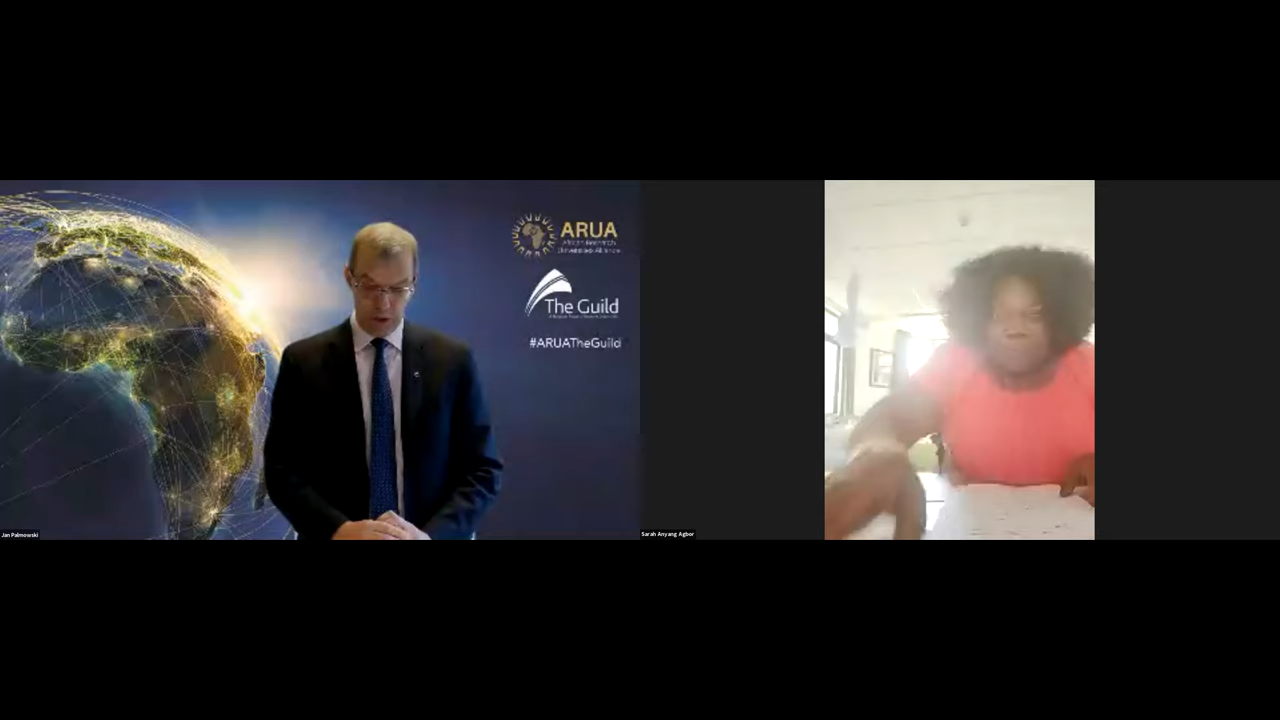 ARUA
African Research
Universities Alliance
The Guild
#ARUATheGuild
Jan Palmowski
Sarah Anyang Agbor